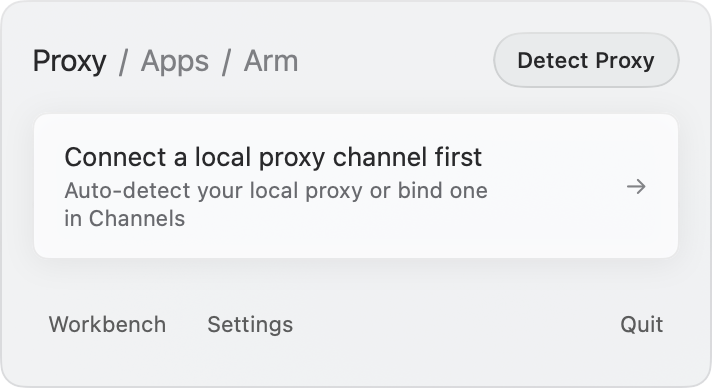 Proxy / Apps / Arm
Detect Proxy
Connect a local proxy channel first
Auto-detect your local proxy or bind one
in Channels
→
Workbench
Settings
Quit